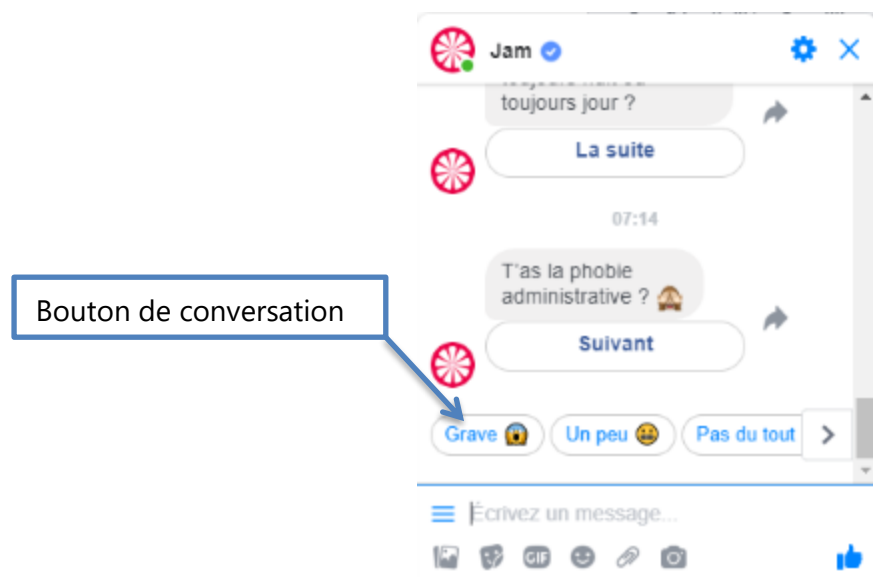 Jam
toujours jour ?
La suite
07:14
T'as la phobie
administrative ? 🙈
Suivant
Bouton de conversation
Grave 😱
Un peu 😬
Pas du tout
Écrivez un message...
GIF